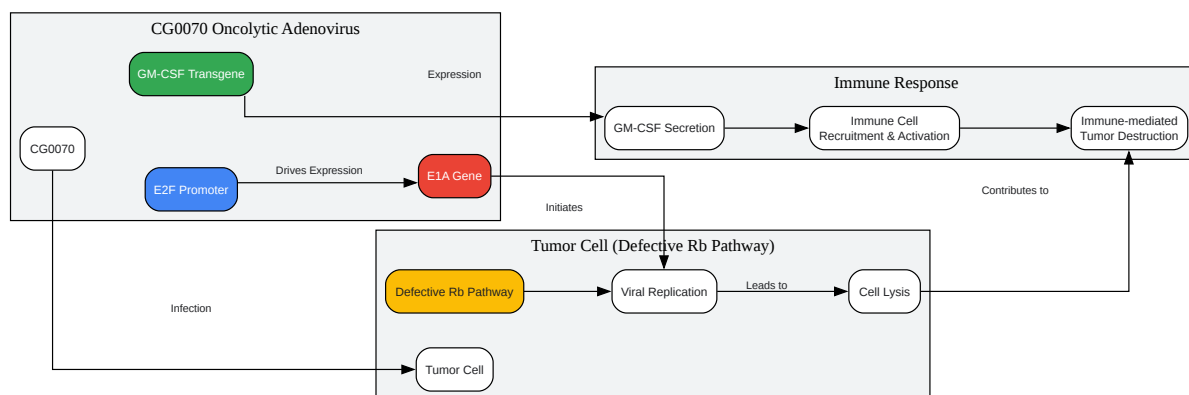 CG0070 Oncolytic Adenovirus
GM-CSF Transgene
Expression
CG0070
E2F Promoter
Drives Expression
E1A Gene
Immune Response
GM-CSF Secretion
Immune Cell
Recruitment & Activation
Immune-mediated
Tumor Destruction
Initiates
Contributes to
Infection
Tumor Cell (Defective Rb Pathway)
Defective Rb Pathway
Viral Replication
Leads to
Cell Lysis
Tumor Cell